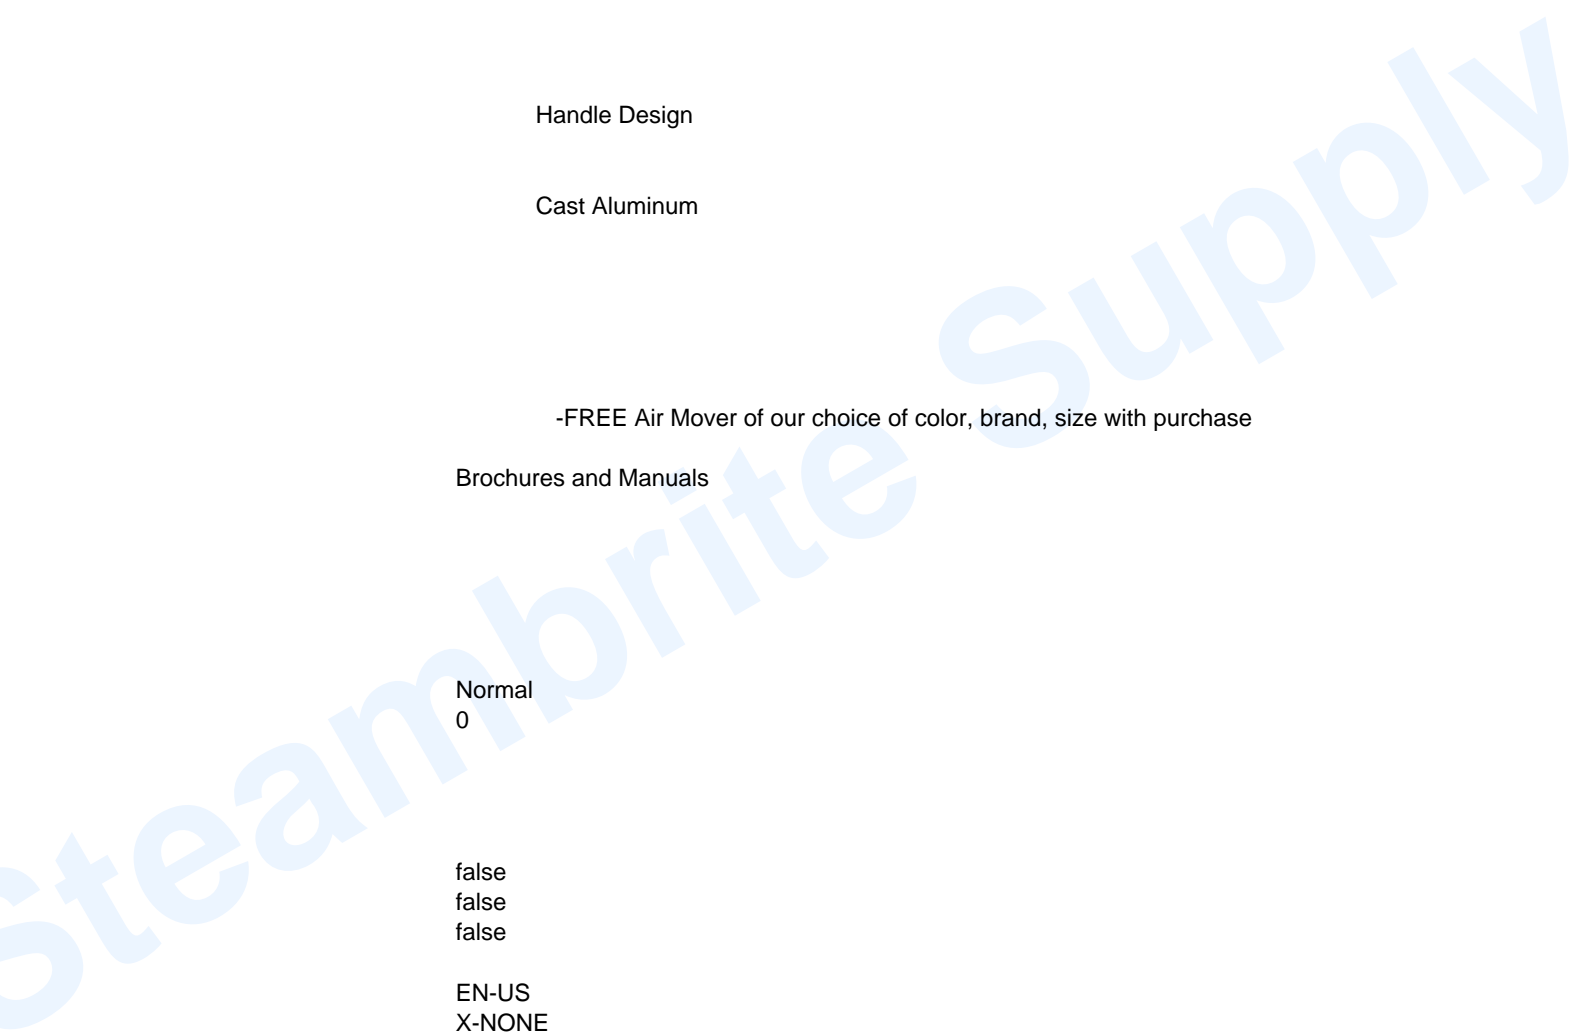 Handle Design
Cast Aluminum
-FREE Air Mover of our choice of color, brand, size with purchase
Brochures and Manuals
Normal
0
false
false
false
EN-US
X-NONE
Steambrite Supply